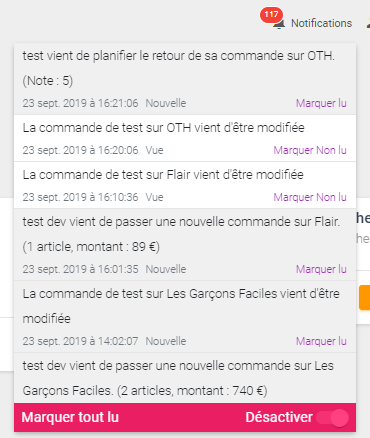 117
Notifications
test vient de planifier le retour de sa commande sur OTH.
(Note : 5)
23 sept. 2019 à 16:21:06 Nouvelle Marquer lu
La commande de test sur OTH vient d'être modifiée
23 sept. 2019 à 16:20:06 Vue Marquer Non lu
La commande de test sur Flair vient d'être modifiée
23 sept. 2019 à 16:10:36 Vue Marquer Non lu
test dev vient de passer une nouvelle commande sur Flair.
(1 article, montant : 89 €)
23 sept. 2019 à 16:01:35 Nouvelle Marquer lu
La commande de test sur Les Garçons Faciles vient d'être
modifiée
23 sept. 2019 à 14:02:07 Nouvelle Marquer lu
test dev vient de passer une nouvelle commande sur Les
Garçons Faciles. (2 articles, montant : 740 €)
Marquer tout lu Désactiver